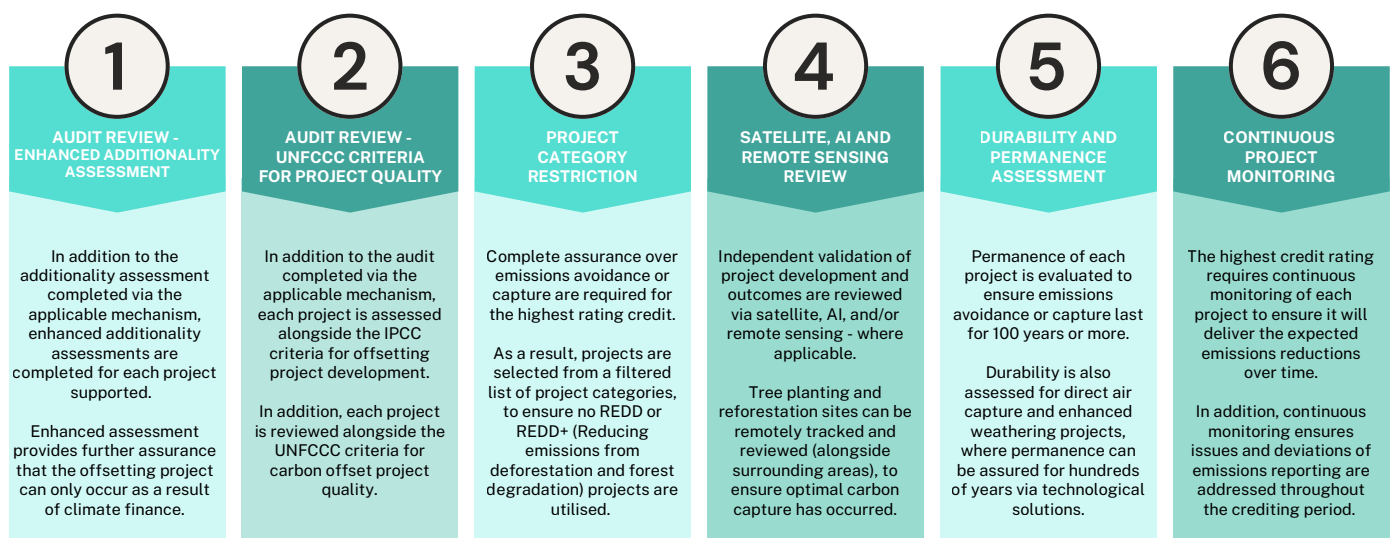 1
AUDIT REVIEW -
ENHANCED ADDITIONALITY
ASSESSMENT
In addition to the
additionality assessment
completed via the
applicable mechanism,
enhanced additionality
assessments are
completed for each project
supported.
Enhanced assessment
provides further assurance
that the offsetting project
can only occur as a result
of climate finance.
2
AUDIT REVIEW -
UNFCCC CRITERIA
FOR PROJECT QUALITY
In addition to the audit
completed via the
applicable mechanism,
each project is assessed
alongside the IPCC
criteria for offsetting
project development.
In addition, each project
is reviewed alongside the
UNFCCC criteria for
carbon offset project
quality.
3
PROJECT
CATEGORY
RESTRICTION
Complete assurance over
emissions avoidance or
capture are required for
the highest rating credit.
As a result, projects are
selected from a filtered
list of project categories,
to ensure no REDD or
REDD+ (Reducing
emissions from
deforestation and forest
degradation) projects are
utilised.
4
SATELLITE, AI AND
REMOTE SENSING
REVIEW
Independent validation of
project development and
outcomes are reviewed
via satellite, AI, and/or
remote sensing - where
applicable.
Tree planting and
reforestation sites can be
remotely tracked and
reviewed (alongside
surrounding areas), to
ensure optimal carbon
capture has occurred.
5
DURABILITY AND
PERMANENCE
ASSESSMENT
Permanence of each
project is evaluated to
ensure emissions
avoidance or capture last
for 100 years or more.
Durability is also
assessed for direct air
capture and enhanced
weathering projects,
where permanence can
be assured for hundreds
of years via technological
solutions.
6
CONTINUOUS
PROJECT
MONITORING
The highest credit rating
requires continuous
monitoring of each
project to ensure it will
deliver the expected
emissions reductions
over time.
In addition, continuous
monitoring ensures
issues and deviations of
emissions reporting are
addressed throughout
the crediting period.